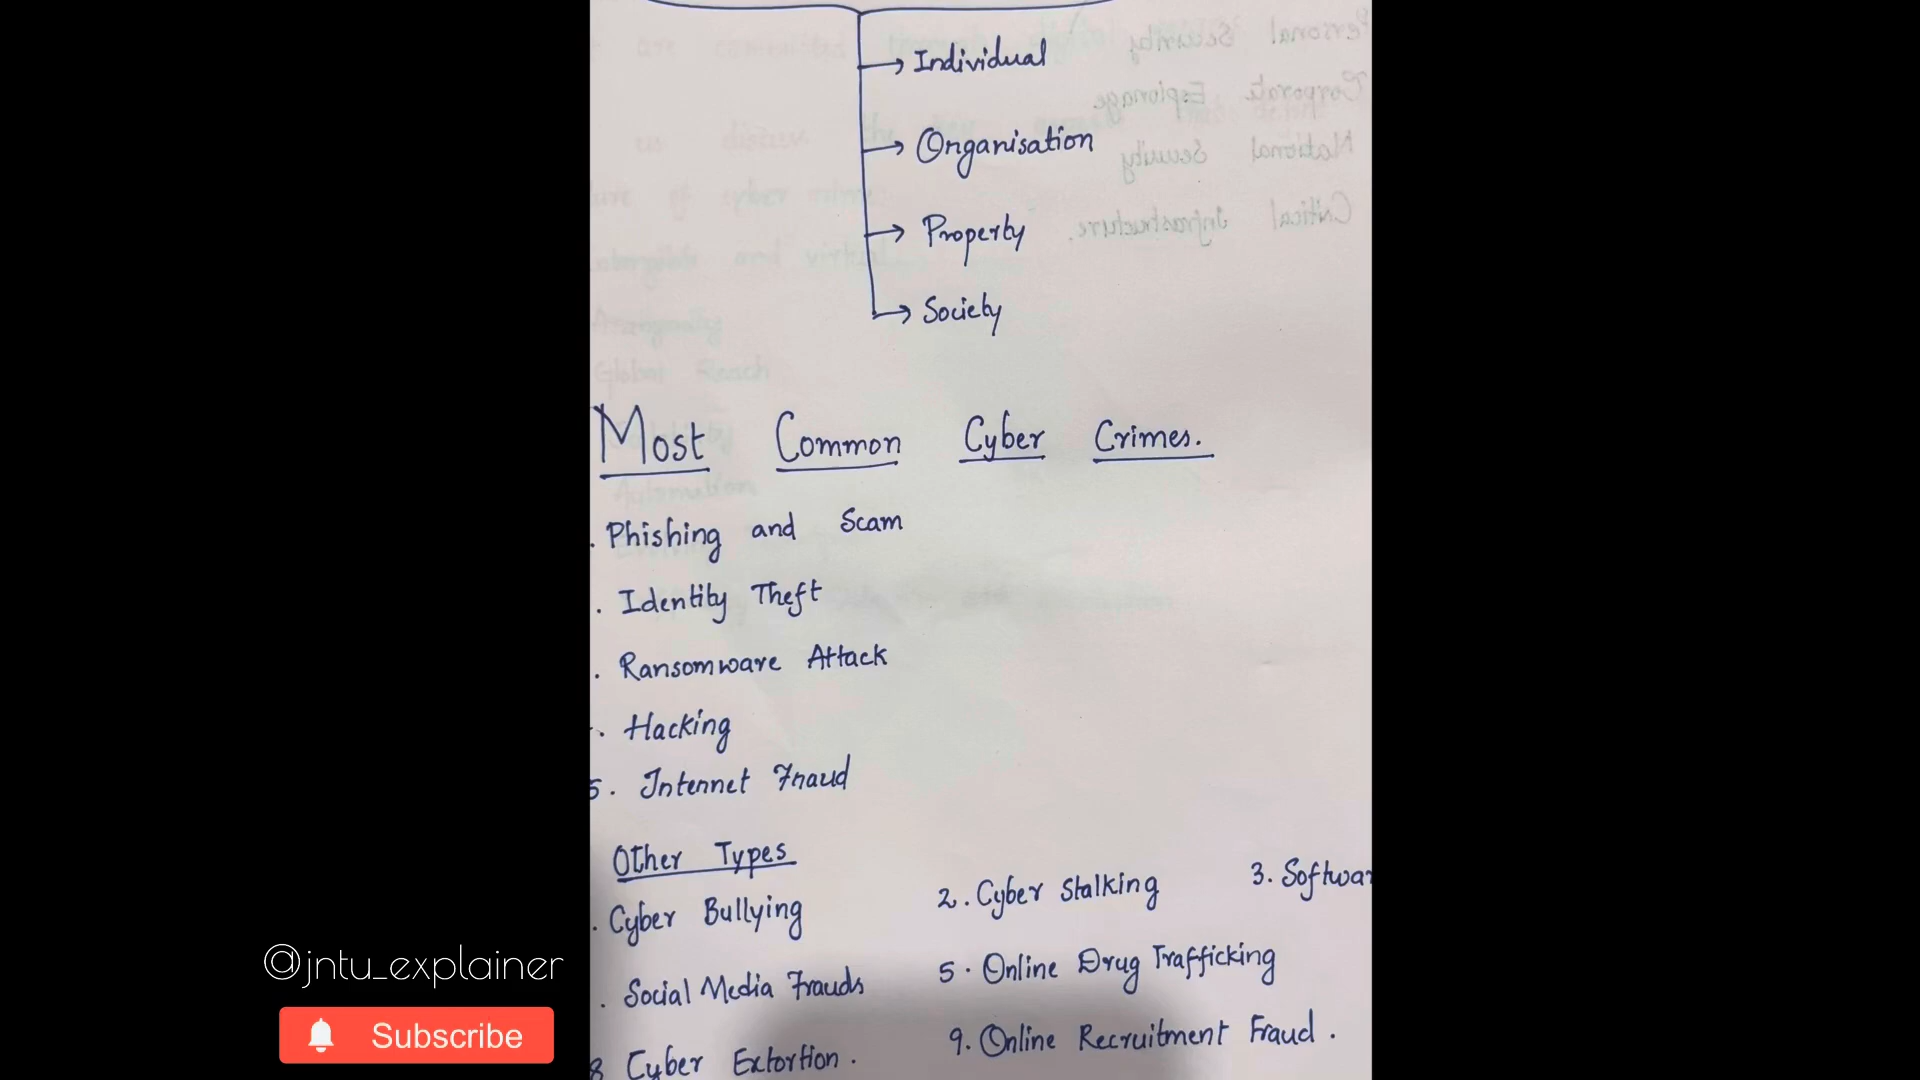 Individual
Organisation
Property
Society
Most Common Cyber Crimes.
. Phishing and Scam
. Identity Theft
. Ransomware Attack
. Hacking
5. Internet Fraud
Other Types
. Cyber Bullying 2. Cyber Stalking 3. Softwar
. Social Media Frauds 5. Online Drug Trafficking
8 Cyber Extortion. 9. Online Recruitment Fraud.
@jntu_explainer
Subscribe